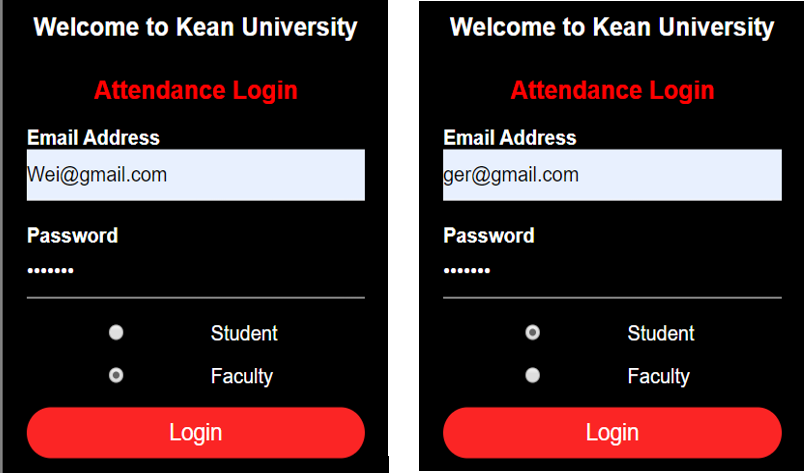 Welcome to Kean University
Attendance Login
Email Address
Wei@gmail.com
Password
•••••••
Student
Faculty
Login
Welcome to Kean University
Attendance Login
Email Address
ger@gmail.com
Password
•••••••
Student
Faculty
Login